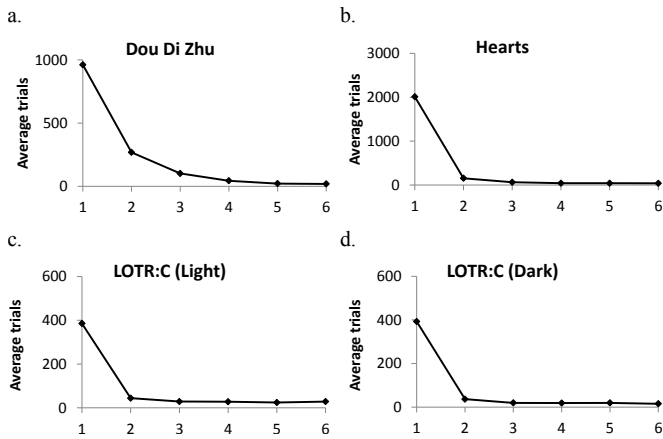 a.
Dou Di Zhu
Average trials
1000
500
0
1 2 3 4 5 6
b.
Hearts
Average trials
3000
2000
1000
0
1 2 3 4 5 6
c.
LOTR:C (Light)
Average trials
600
400
200
0
1 2 3 4 5 6
d.
LOTR:C (Dark)
Average trials
600
400
200
0
1 2 3 4 5 6